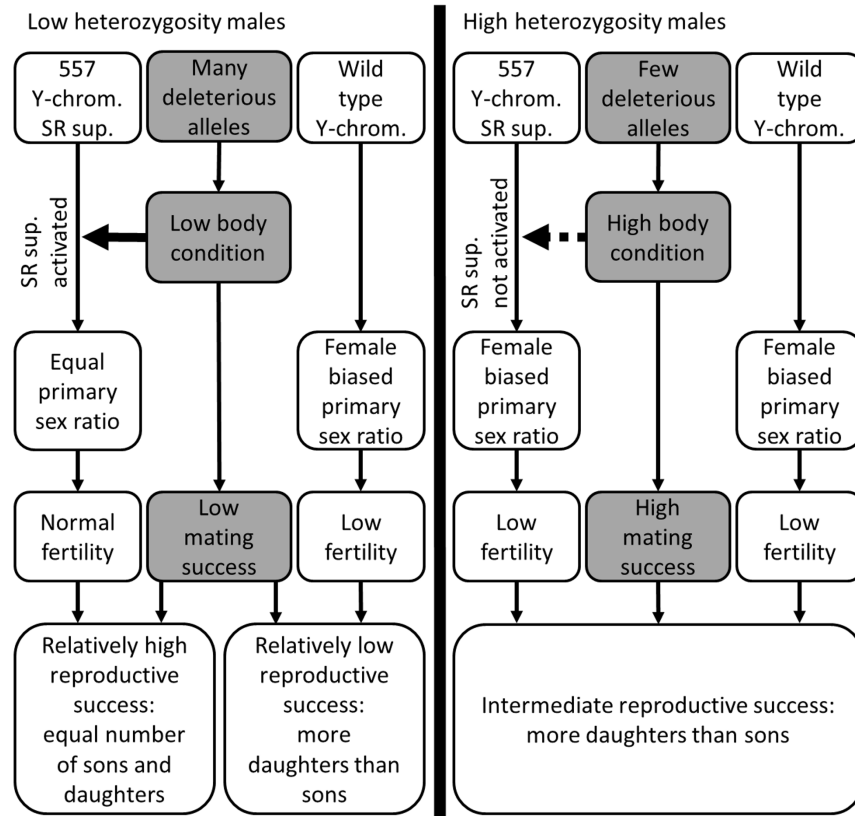 Low heterozygosity males
557
Y-chrom.
SR sup.
Many
deleterious
alleles
Wild
type
Y-chrom.
SR sup.
activated
Low body
condition
Equal
primary
sex ratio
Female
biased
primary
sex ratio
Normal
fertility
Low
mating
success
Low
fertility
Relatively high
reproductive
success:
equal number
of sons and
daughters
Relatively low
reproductive
success:
more
daughters than
sons
High heterozygosity males
557
Y-chrom.
SR sup.
Few
deleterious
alleles
Wild
type
Y-chrom.
SR sup.
not activated
High body
condition
Female
biased
primary
sex ratio
Female
biased
primary
sex ratio
Low
fertility
High
mating
success
Low
fertility
Intermediate reproductive success:
more daughters than sons